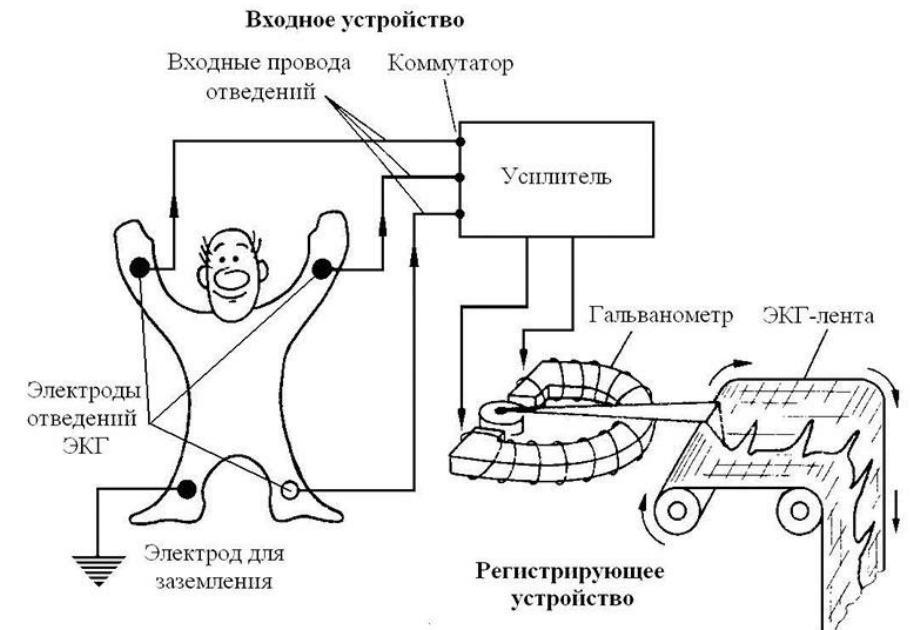 Входное устройство
Входные провода
отведений
Коммутатор
Усилитель
Гальванометр
ЭКГ-лента
Электроды
отведений
ЭКГ
Электрод для
заземления
Регистрирующее
устройство